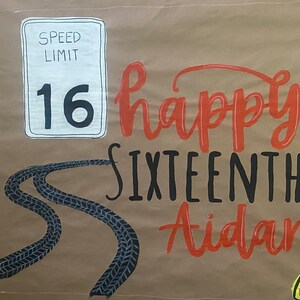 SPEED
LIMIT
16
happy
SIXTEENTH
Aidan